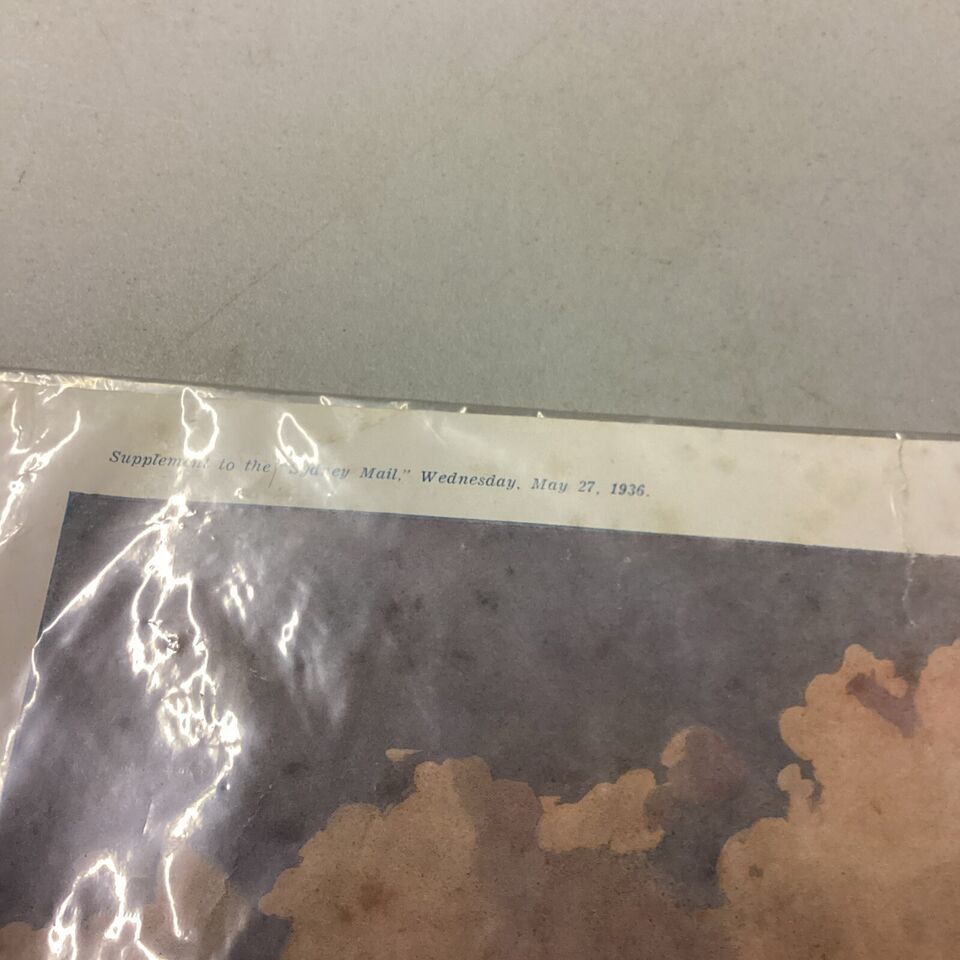 Supplement to the "Sydney Mail," Wednesday, May 27, 1936.